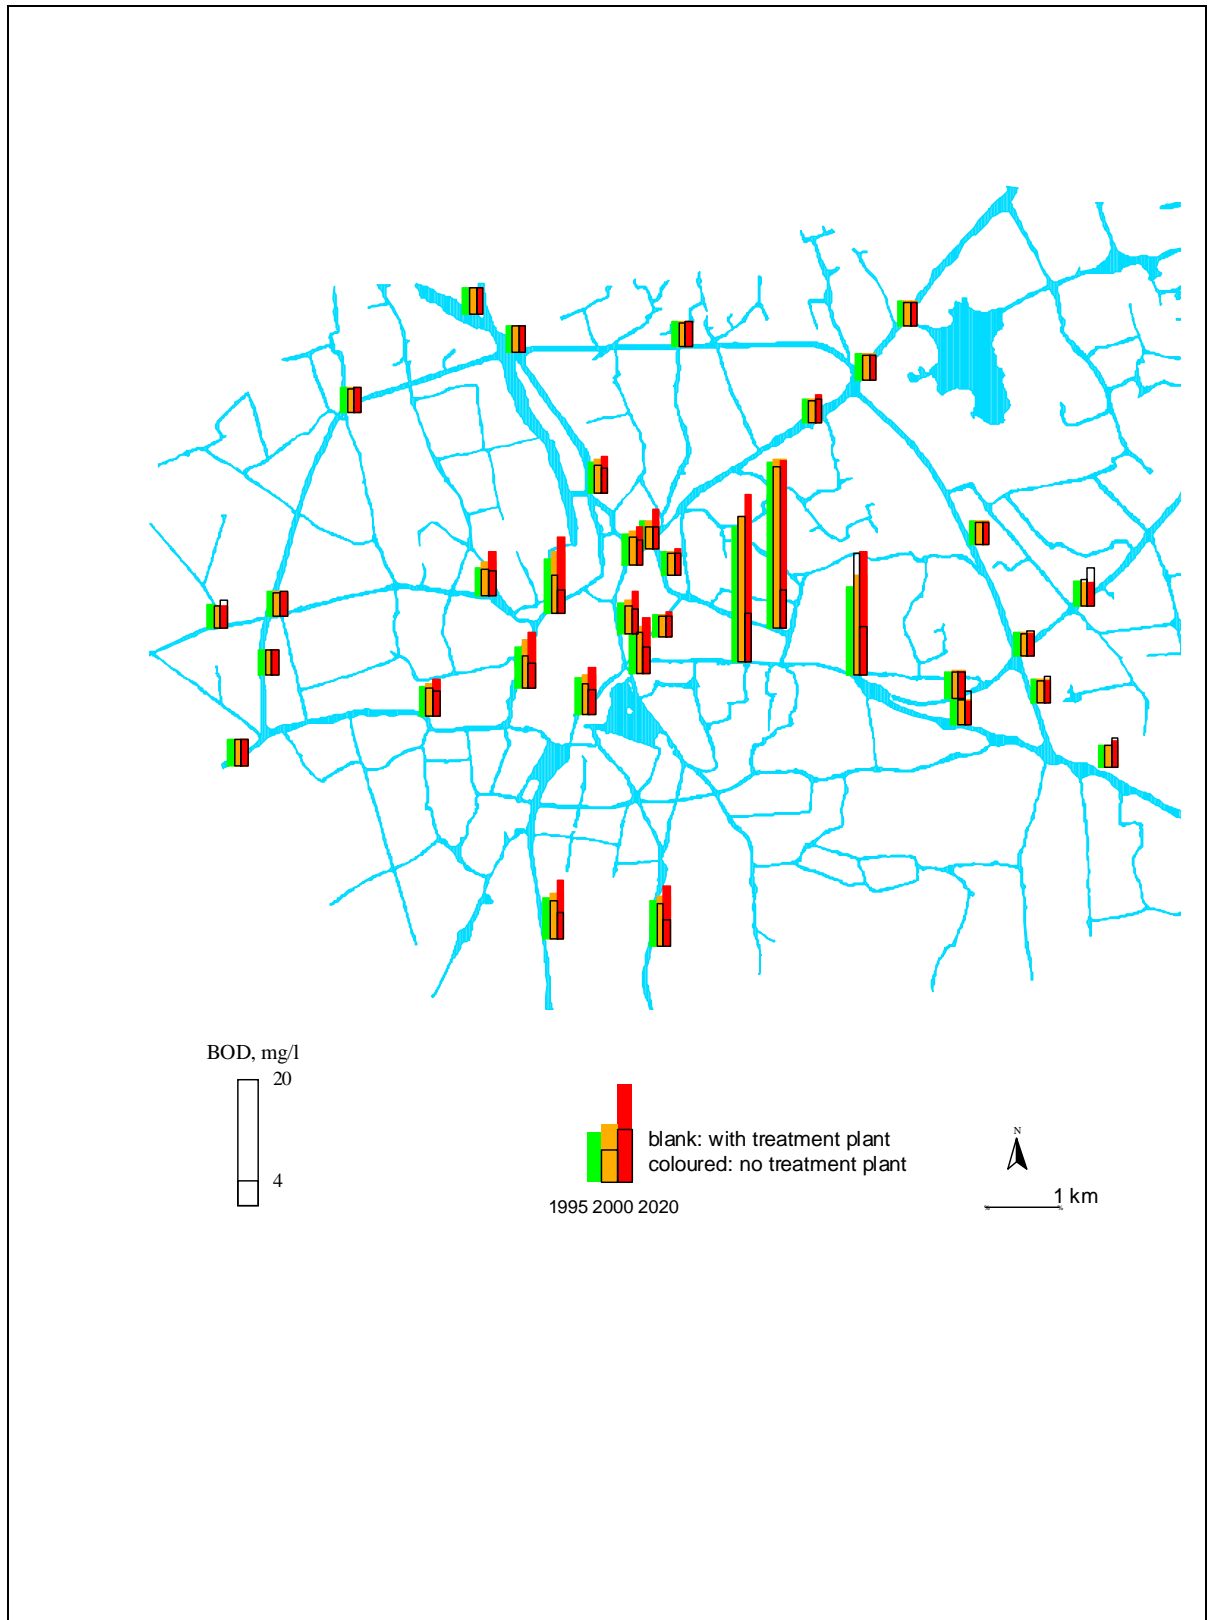 BOD, mg/l
20
4
blank: with treatment plant
coloured: no treatment plant
1995 2000 2020
N
1 km